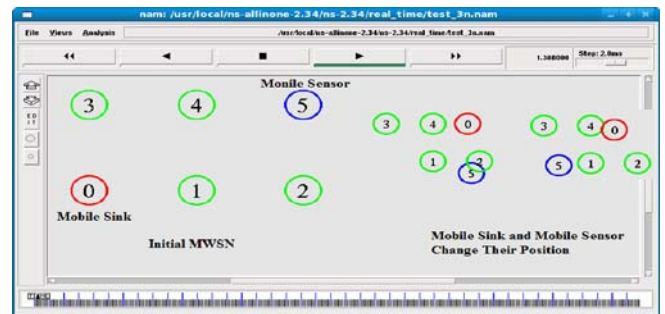 nam: /usr/local/ns-allinone-2.34/ns-2.34/real_time/test_3n.nam
File Views Analysis /usr/local/ns-allinone-2.34/ns-2.34/real_time/test_3n.nam
1.388000 Step: 2.0ms
Monile Sensor
3 4 5
3 4 0 3 4 0
1 2 5 5 1 2
0 1 2
Mobile Sink
Initial MWSN
Mobile Sink and Mobile Sensor
Change Their Position